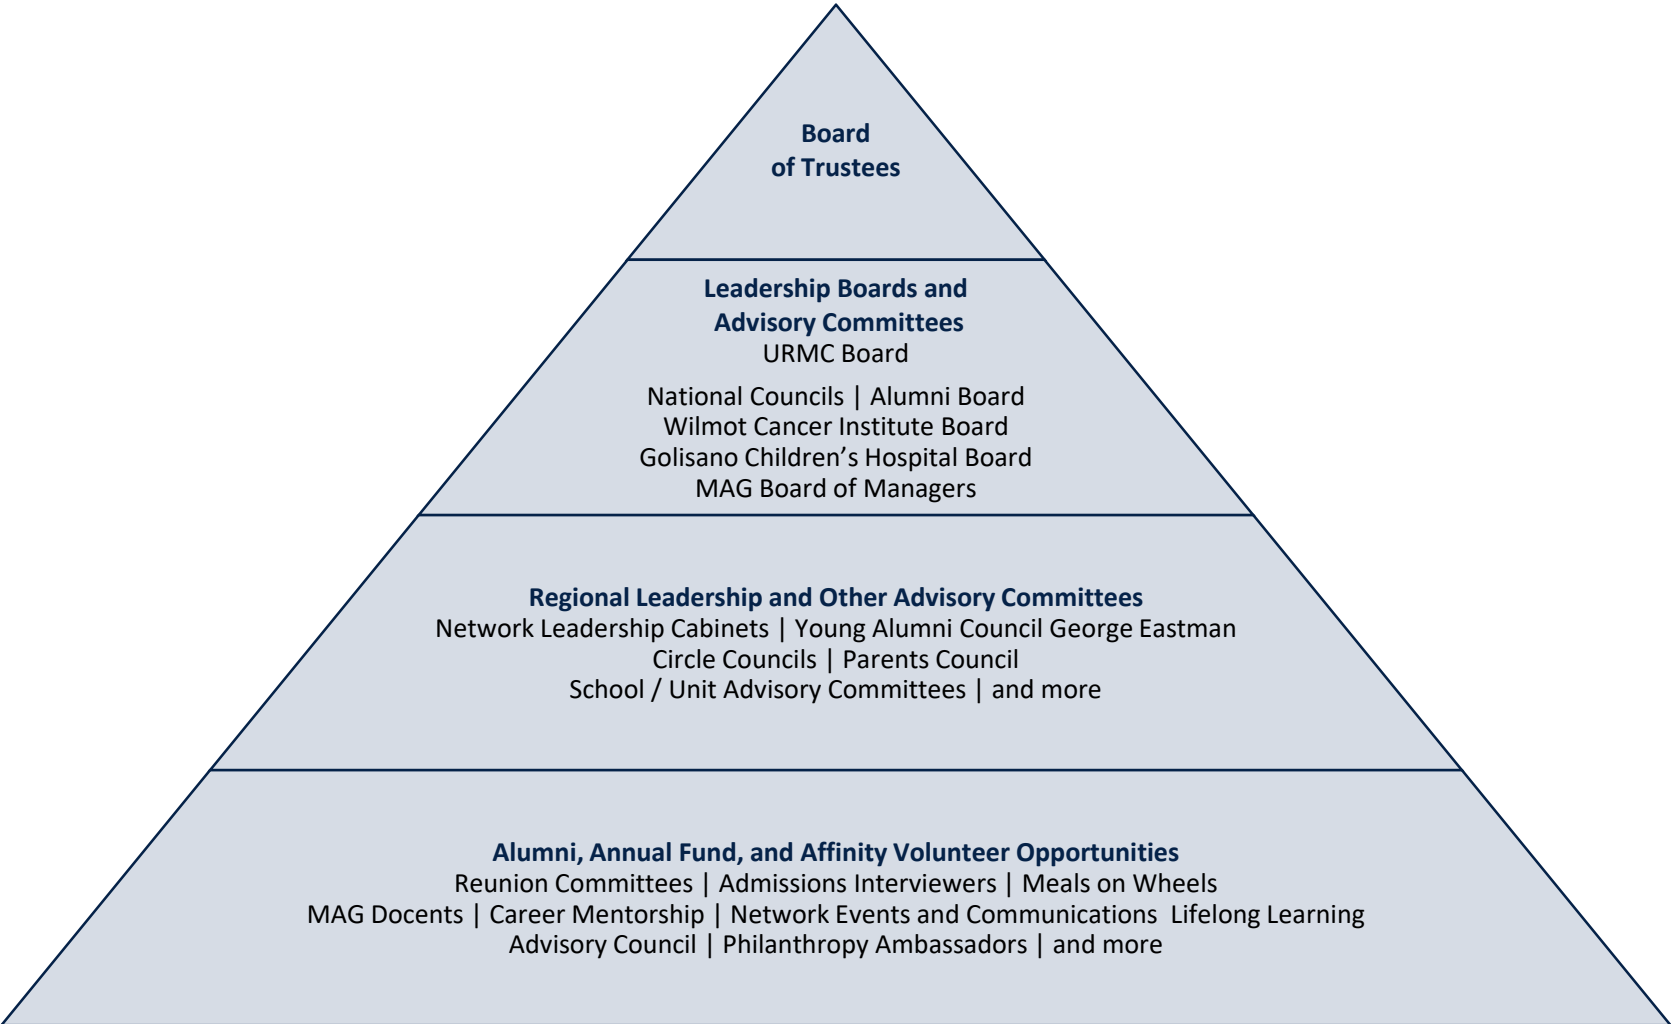 Board
of Trustees
Leadership Boards and
Advisory Committees
URMC Board
National Councils | Alumni Board
Wilmot Cancer Institute Board
Golisano Children’s Hospital Board
MAG Board of Managers
Regional Leadership and Other Advisory Committees
Network Leadership Cabinets | Young Alumni Council George Eastman
Circle Councils | Parents Council
School / Unit Advisory Committees | and more
Alumni, Annual Fund, and Affinity Volunteer Opportunities
Reunion Committees | Admissions Interviewers | Meals on Wheels
MAG Docents | Career Mentorship | Network Events and Communications  Lifelong Learning
Advisory Council | Philanthropy Ambassadors | and more